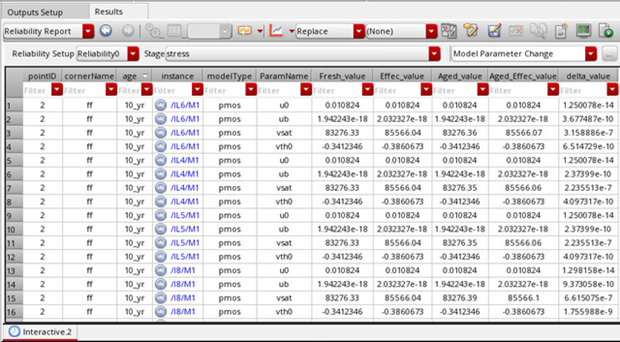 Outputs Setup Results
Reliability Report Replace (None)
Reliability Setup Reliability0 Stage stress Model Parameter Change ...
pointID cornerName age instance modelType ParamName Fresh_value Effec_value Aged_value Aged_Effec_value delta_value
Filter Filter Filter Filter Filter Filter Filter Filter Filter Filter Filter
1 2 ff 10_yr /IL6/M1 pmos u0 0.010824 0.010824 0.010824 0.010824 1.250078e-14
2 2 ff 10_yr /IL6/M1 pmos ub 1.942243e-18 2.032327e-18 1.942243e-18 2.032327e-18 3.677487e-10
3 2 ff 10_yr /IL6/M1 pmos vsat 83276.33 85566.04 83276.36 85566.07 3.158886e-7
4 2 ff 10_yr /IL6/M1 pmos vth0 -0.3412346 -0.3860673 -0.3412346 -0.3860673 6.514729e-10
5 2 ff 10_yr /IL4/M1 pmos u0 0.010824 0.010824 0.010824 0.010824 1.250078e-14
6 2 ff 10_yr /IL4/M1 pmos ub 1.942243e-18 2.032327e-18 1.942243e-18 2.032327e-18 2.37399e-10
7 2 ff 10_yr /IL4/M1 pmos vsat 83276.33 85566.04 83276.35 85566.06 2.235513e-7
8 2 ff 10_yr /IL4/M1 pmos vth0 -0.3412346 -0.3860673 -0.3412346 -0.3860673 4.097317e-10
9 2 ff 10_yr /IL5/M1 pmos u0 0.010824 0.010824 0.010824 0.010824 1.250078e-14
10 2 ff 10_yr /IL5/M1 pmos ub 1.942243e-18 2.032327e-18 1.942243e-18 2.032327e-18 2.37399e-10
11 2 ff 10_yr /IL5/M1 pmos vsat 83276.33 85566.04 83276.35 85566.06 2.235513e-7
12 2 ff 10_yr /IL5/M1 pmos vth0 -0.3412346 -0.3860673 -0.3412346 -0.3860673 4.097317e-10
13 2 ff 10_yr /I8/M1 pmos u0 0.010824 0.010824 0.010824 0.010824 1.298158e-14
14 2 ff 10_yr /I8/M1 pmos ub 1.942243e-18 2.032327e-18 1.942243e-18 2.032327e-18 9.373058e-10
15 2 ff 10_yr /I8/M1 pmos vsat 83276.33 85566.04 83276.39 85566.1 6.615075e-7
16 2 ff 10_yr /I8/M1 pmos vth0 -0.3412346 -0.3860673 -0.3412346 -0.3860673 1.755988e-9
Interactive.2